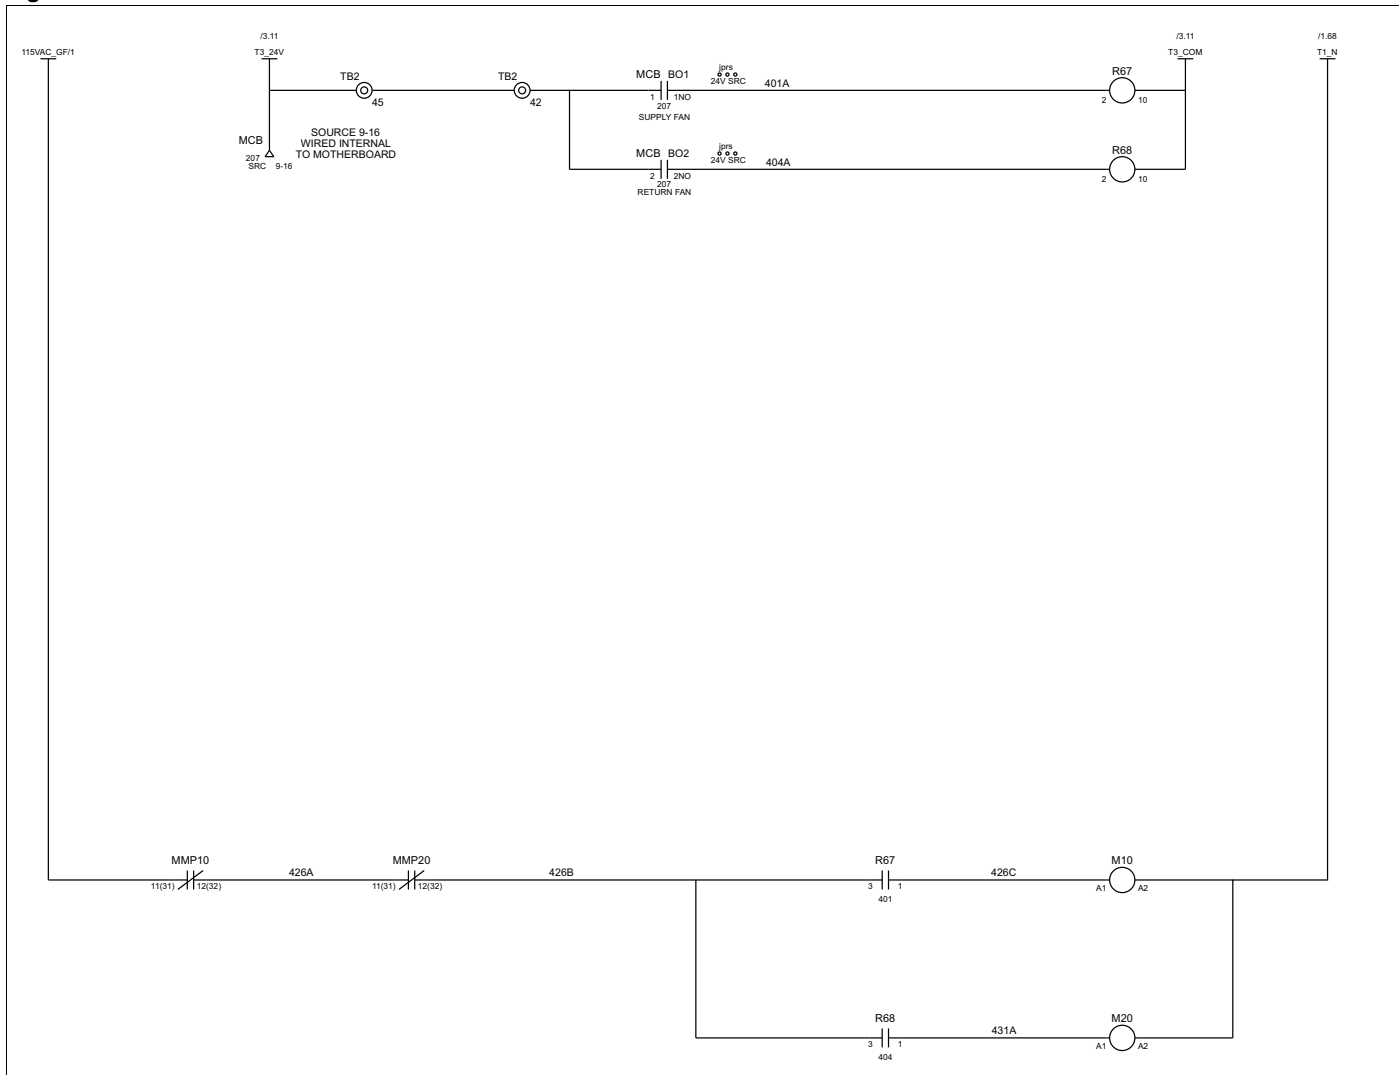 /3.11
/3.11
/1.68
115VAC_GF/1
T3_24V
T3_COM
T1_N
TB2
45
TB2
42
MCB BO1
1 1NO
207
SUPPLY FAN
jprs
24V SRC
401A
R67
2 10
MCB
207
SRC 9-16
SOURCE 9-16
WIRED INTERNAL
TO MOTHERBOARD
MCB BO2
2 2NO
207
RETURN FAN
jprs
24V SRC
404A
R68
2 10
MMP10
11(31) 12(32)
426A
MMP20
11(31) 12(32)
426B
R67
3 1
401
426C
M10
A1 A2
R68
3 1
404
431A
M20
A1 A2